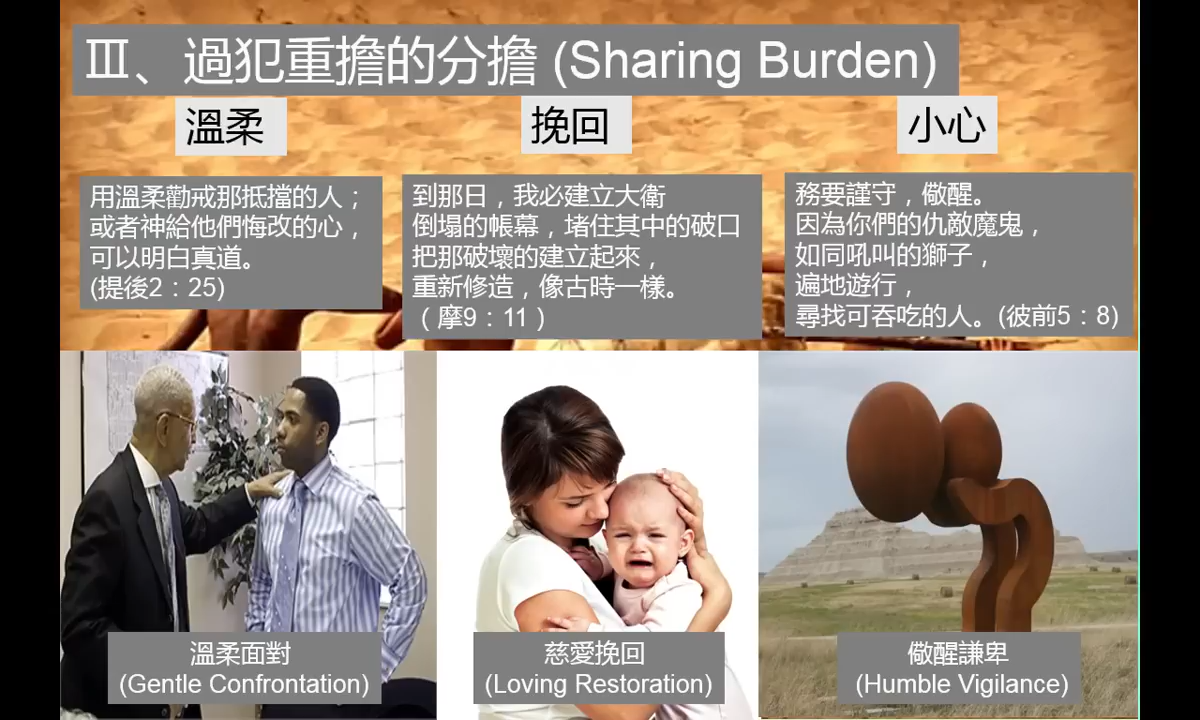 Ⅲ、過犯重擔的分擔 (Sharing Burden)
溫柔
挽回
小心
用溫柔勸戒那抵擋的人；
或者神給他們悔改的心，
可以明白真道。
(提後2：25)
到那日，我必建立大衛
倒塌的帳幕，堵住其中的破口
把那破壞的建立起來，
重新修造，像古時一樣。
（摩9：11）
務要謹守，儆醒。
因為你們的仇敵魔鬼，
如同吼叫的獅子，
遍地遊行，
尋找可吞吃的人。(彼前5：8)
溫柔面對
(Gentle Confrontation)
慈愛挽回
(Loving Restoration)
儆醒謙卑
(Humble Vigilance)